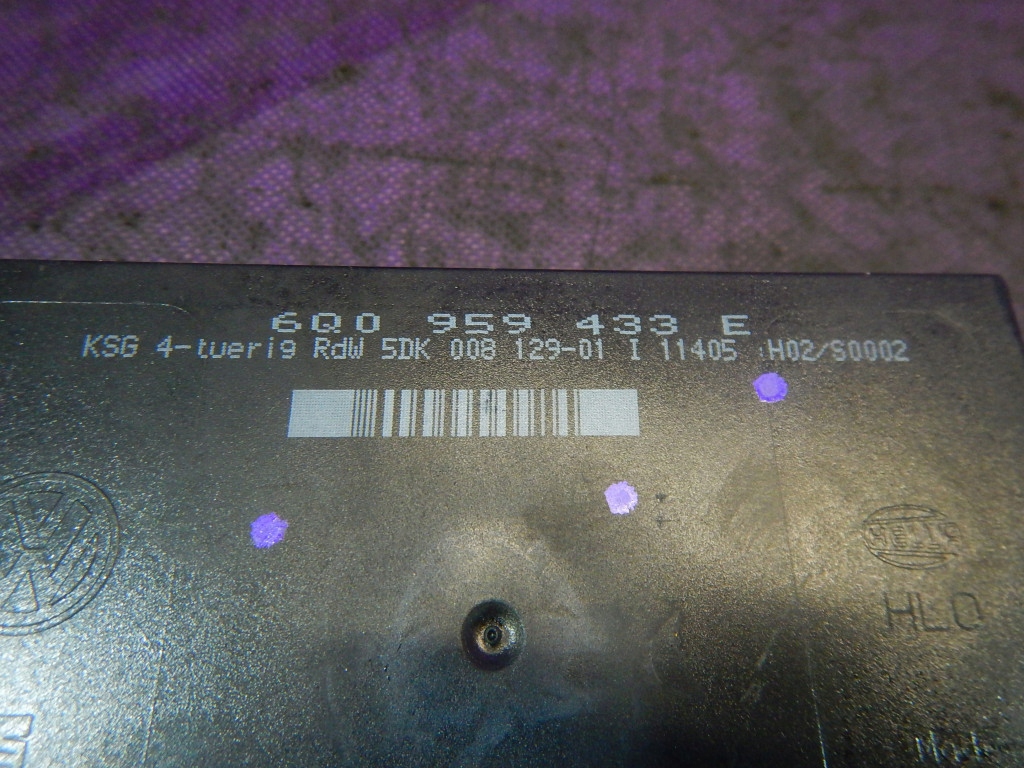 6Q0 959 433 E
KSG 4-tuerig RdW 5DK 008 129-01 I 11405 H02/S0002
HELLA
HLO